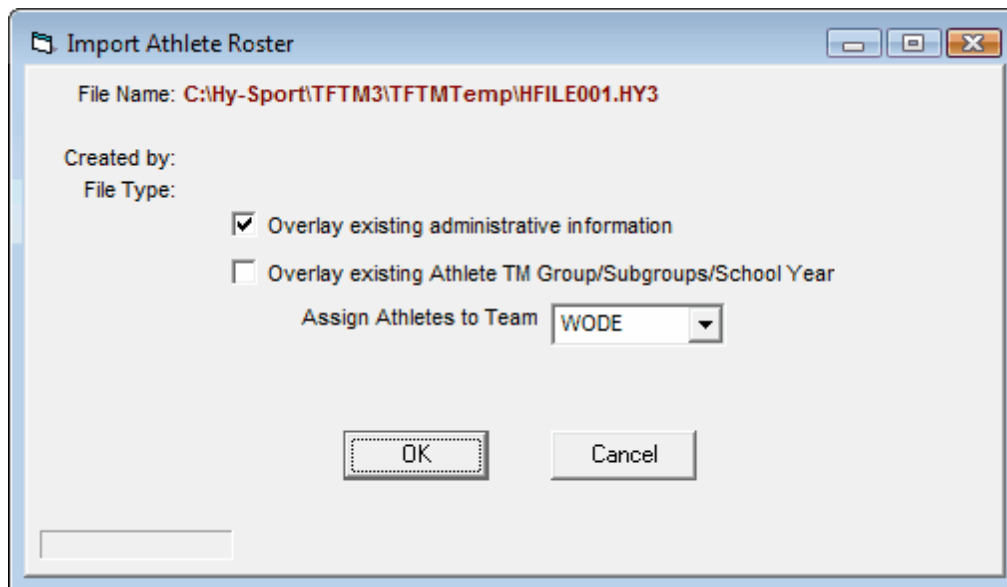 Import Athlete Roster
File Name: C:\Hy-Sport\TFTM3\TFTMTemp\HFILE001.HY3
Created by:
File Type:
Overlay existing administrative information
Overlay existing Athlete TM Group/Subgroups/School Year
Assign Athletes to Team WODE
OK Cancel